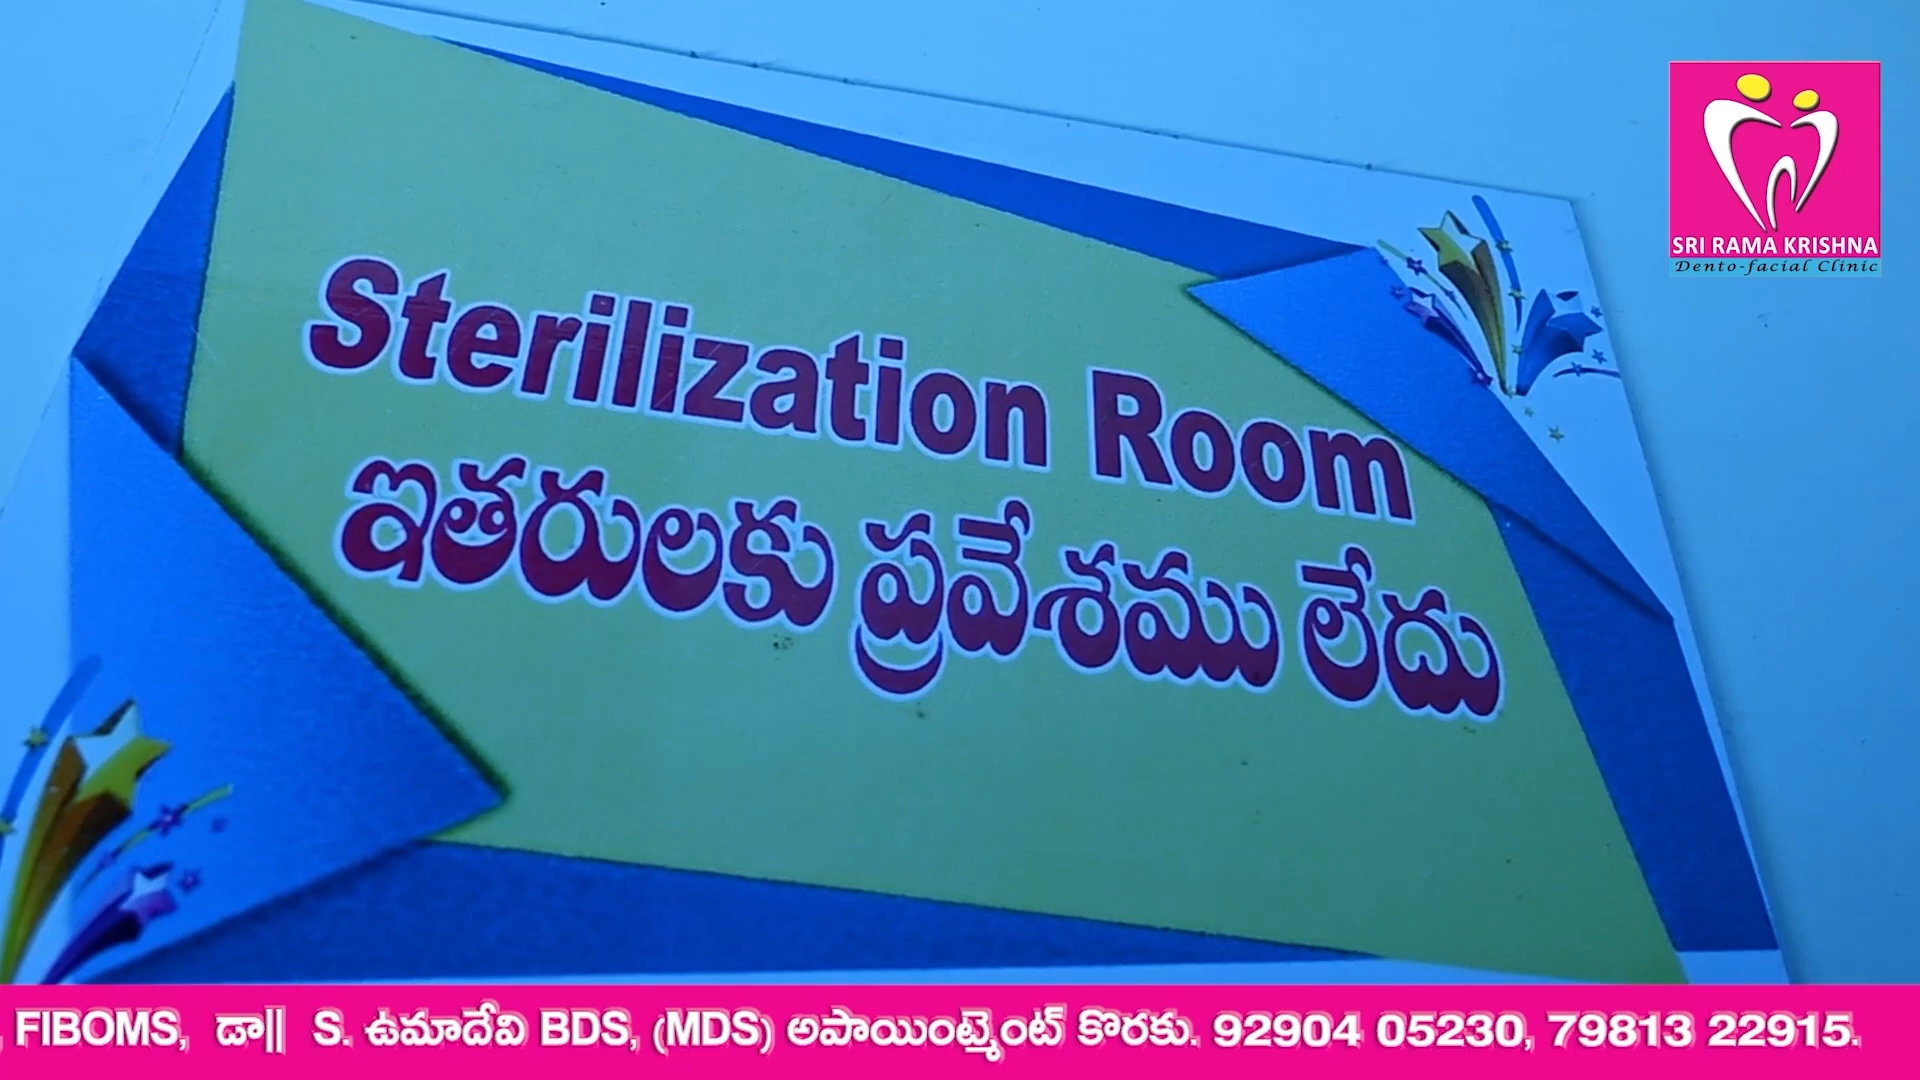 SRI RAMA KRISHNA
Dento-facial Clinic
Sterilization Room
ఇతరులకు ప్రవేశము లేదు
, FIBOMS, డా|| S. ఉమాదేవి BDS, (MDS) అపాయింట్మెంట్ కొరకు. 92904 05230, 79813 22915.